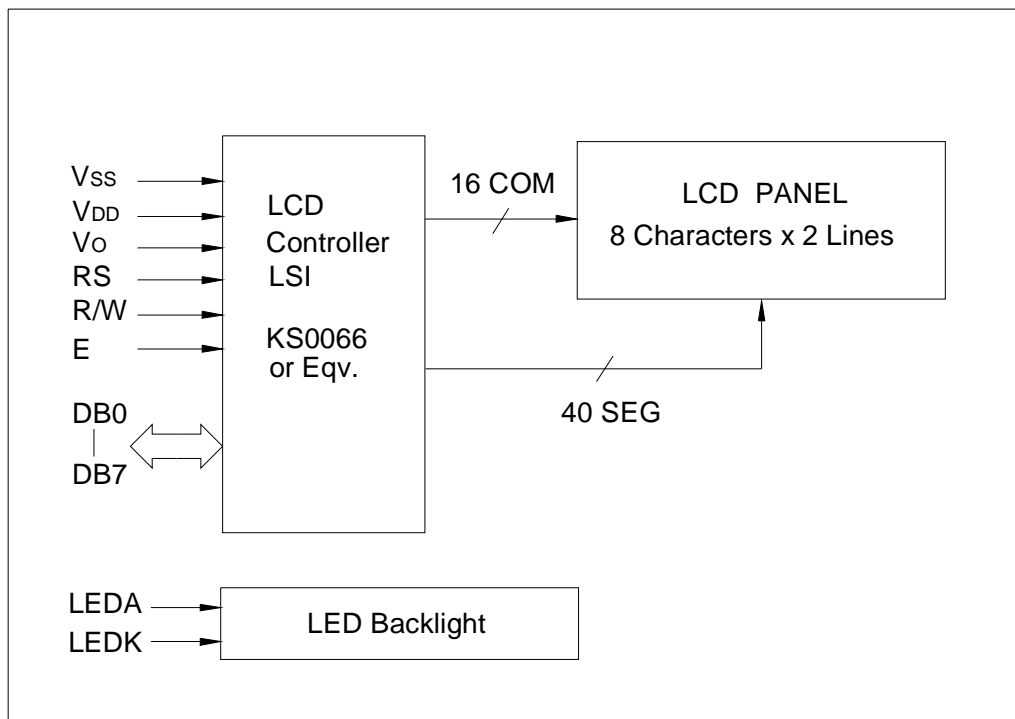 VSS
VDD
VO
RS
R/W
E
DB0
DB7
LCD
Controller
LSI
KS0066
or Eqv.
16 COM
40 SEG
LCD PANEL
8 Characters x 2 Lines
LEDA
LEDK
LED Backlight